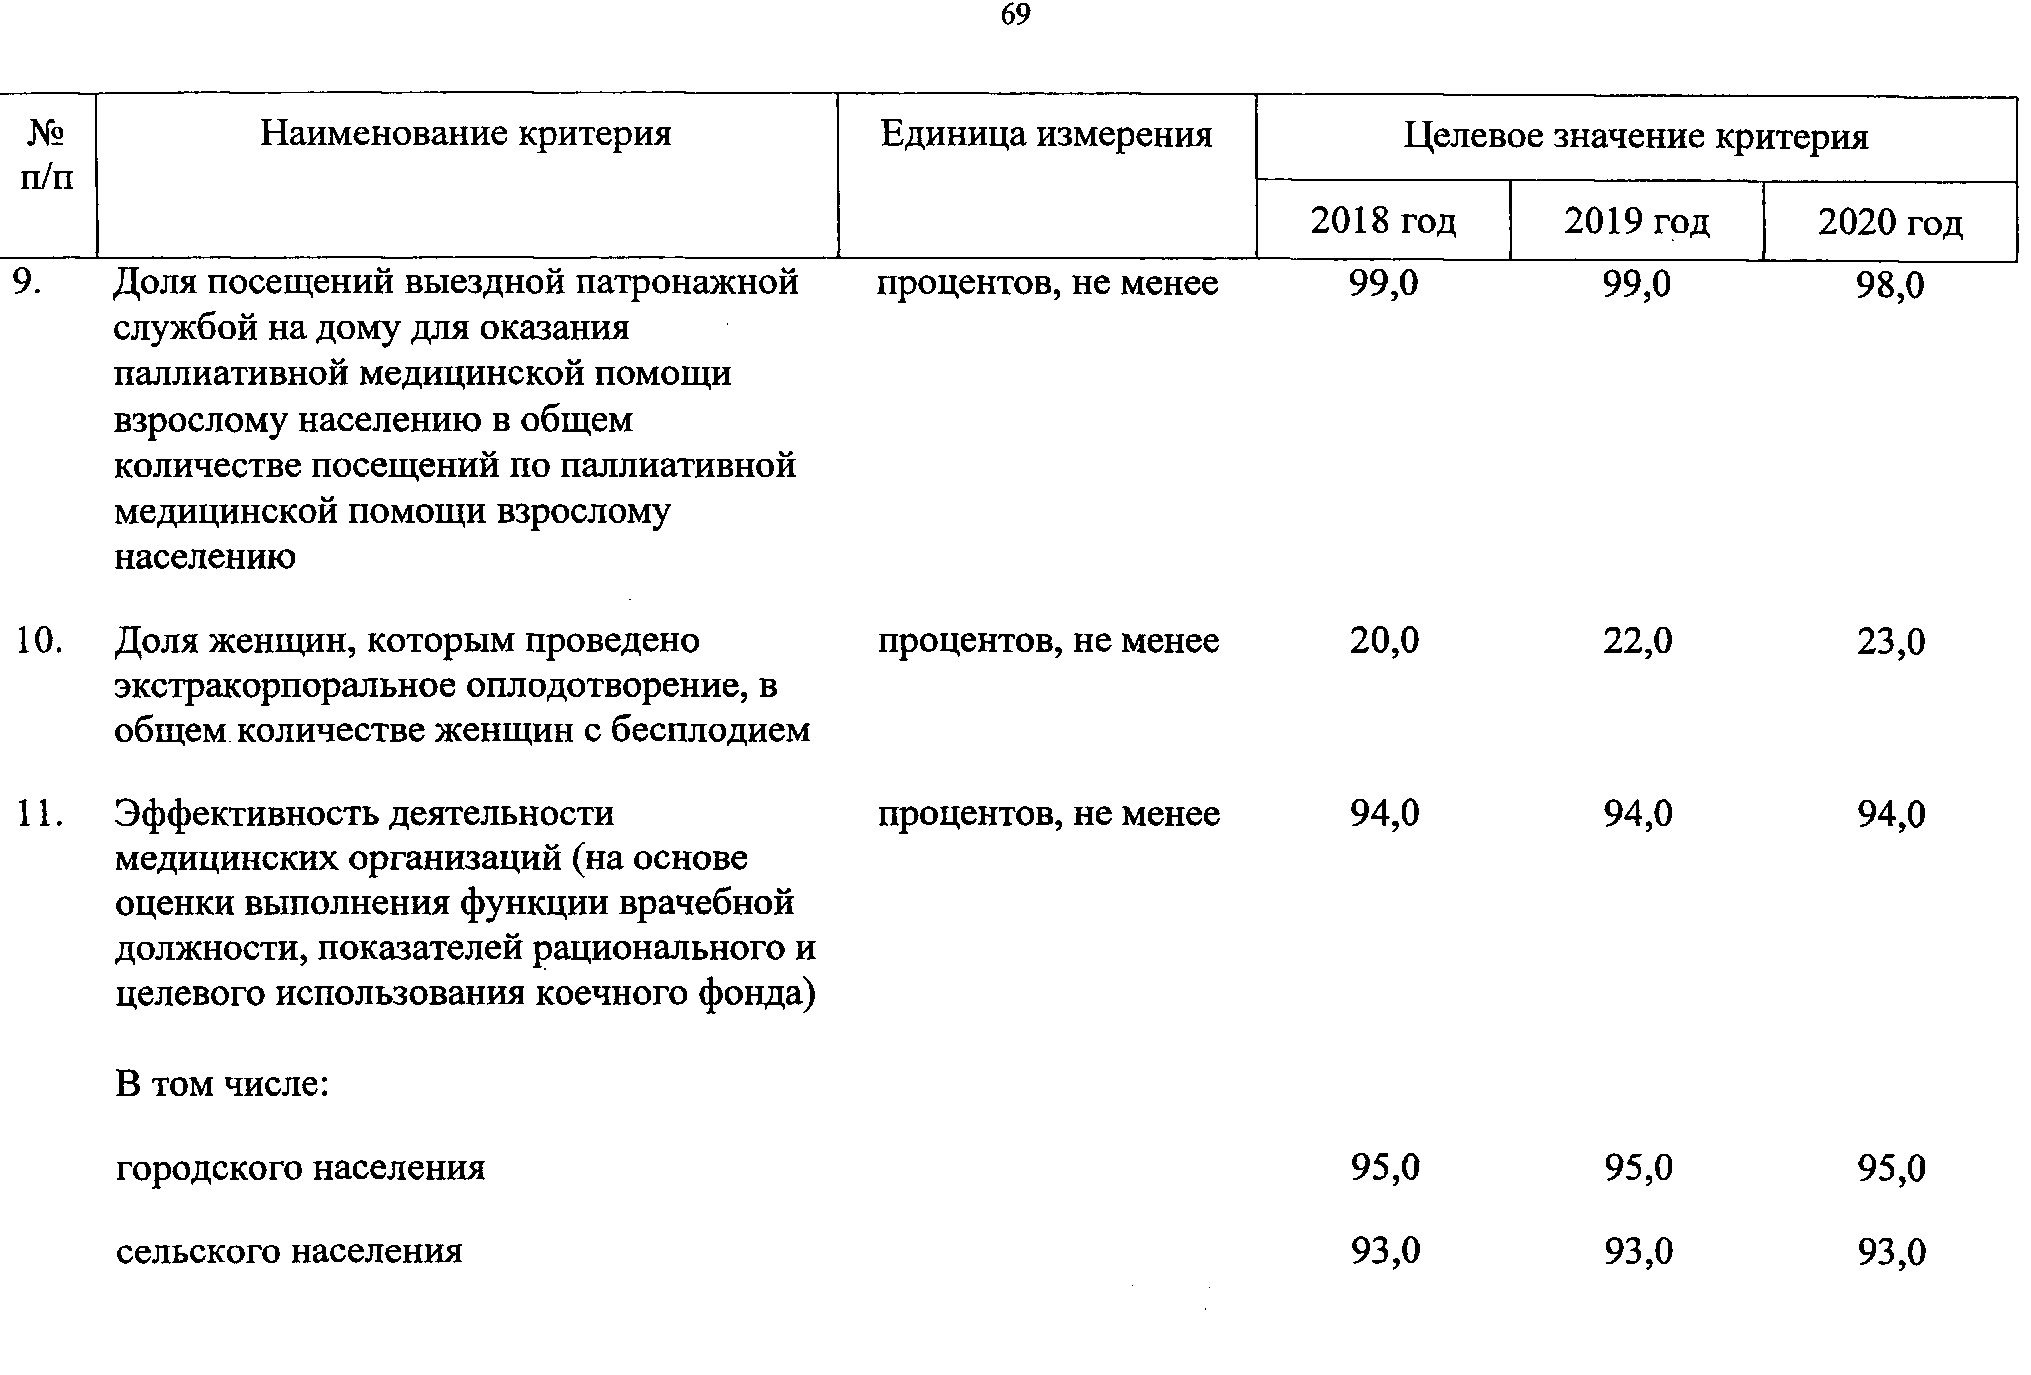 69
№ Наименование критерия Единица измерения Целевое значение критерия
п/п
2018 год 2019 год 2020 год
9. Доля посещений выездной патронажной процентов, не менее 99,0 99,0 98,0
службой на дому для оказания
паллиативной медицинской помощи
взрослому населению в общем
количестве посещений по паллиативной
медицинской помощи взрослому
населению
10. Доля женщин, которым проведено процентов, не менее 20,0 22,0 23,0
экстракорпоральное оплодотворение, в
общем количестве женщин с бесплодием
11. Эффективность деятельности процентов, не менее 94,0 94,0 94,0
медицинских организаций (на основе
оценки выполнения функции врачебной
должности, показателей рационального и
целевого использования коечного фонда)
В том числе:
городского населения 95,0 95,0 95,0
сельского населения 93,0 93,0 93,0